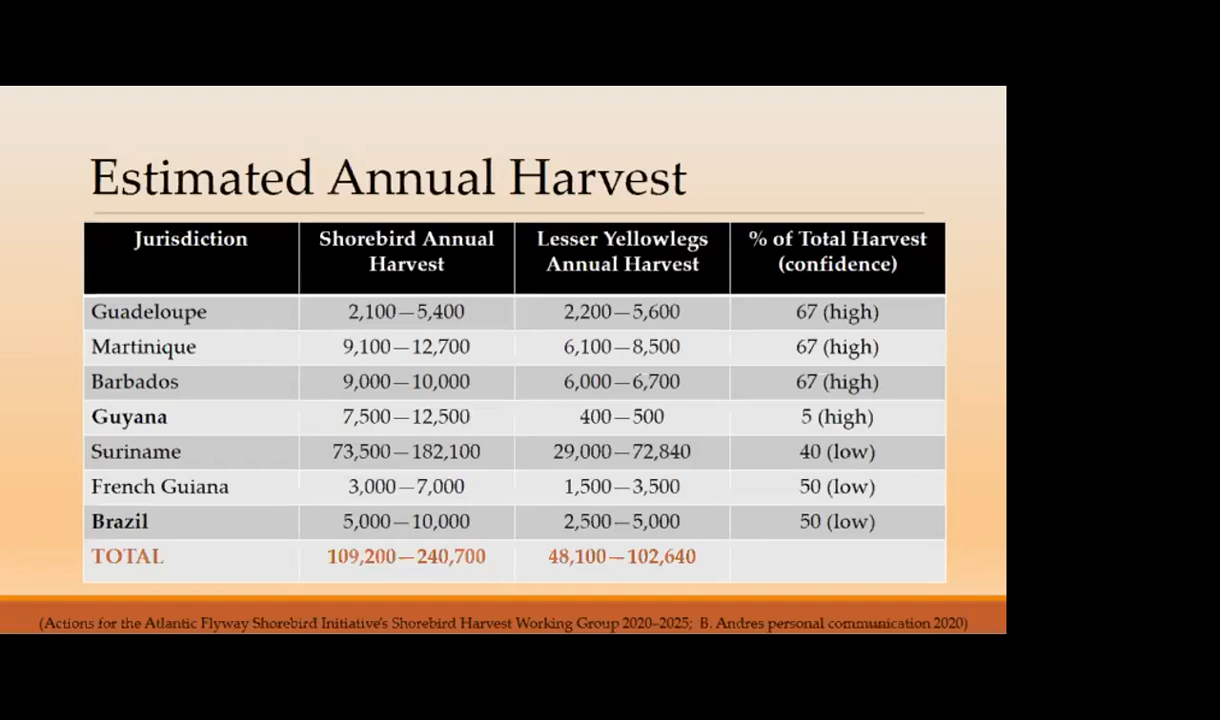 Estimated Annual Harvest
Jurisdiction Shorebird Annual Harvest Lesser Yellowlegs Annual Harvest % of Total Harvest (confidence)
Guadeloupe 2,100—5,400 2,200—5,600 67 (high)
Martinique 9,100—12,700 6,100—8,500 67 (high)
Barbados 9,000—10,000 6,000—6,700 67 (high)
Guyana 7,500—12,500 400—500 5 (high)
Suriname 73,500—182,100 29,000—72,840 40 (low)
French Guiana 3,000—7,000 1,500—3,500 50 (low)
Brazil 5,000—10,000 2,500—5,000 50 (low)
TOTAL 109,200—240,700 48,100—102,640
(Actions for the Atlantic Flyway Shorebird Initiative's Shorebird Harvest Working Group 2020–2025; B. Andres personal communication 2020)